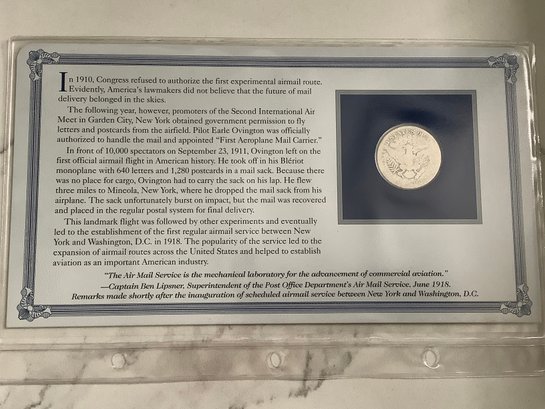 In 1910, Congress refused to authorize the first experimental airmail route.
Evidently, America's lawmakers did not believe that the future of mail
delivery belonged in the skies.
The following year, however, promoters of the Second International Air
Meet in Garden City, New York obtained government permission to fly
letters and postcards from the airfield. Pilot Earle Ovington was officially
authorized to handle the mail and appointed “First Aeroplane Mail Carrier.”
In front of 10,000 spectators on September 23, 1911, Ovington left on the
first official airmail flight in American history. He took off in his Blériot
monoplane with 640 letters and 1,280 postcards in a mail sack. Because there
was no place for cargo, Ovington had to carry the sack on his lap. He flew
three miles to Mineola, New York, where he dropped the mail sack from his
airplane. The sack unfortunately burst on impact, but the mail was recovered
and placed in the regular postal system for final delivery.
This landmark flight was followed by other experiments and eventually
led to the establishment of the first regular airmail service between New
York and Washington, D.C. in 1918. The popularity of the service led to the
expansion of airmail routes across the United States and helped to establish
aviation as an important American industry.
“The Air Mail Service is the mechanical laboratory for the advancement of commercial aviation.”
—Captain Ben Lipsner, Superintendent of the Post Office Department's Air Mail Service, June 1918.
Remarks made shortly after the inauguration of scheduled airmail service between New York and Washington, D.C.